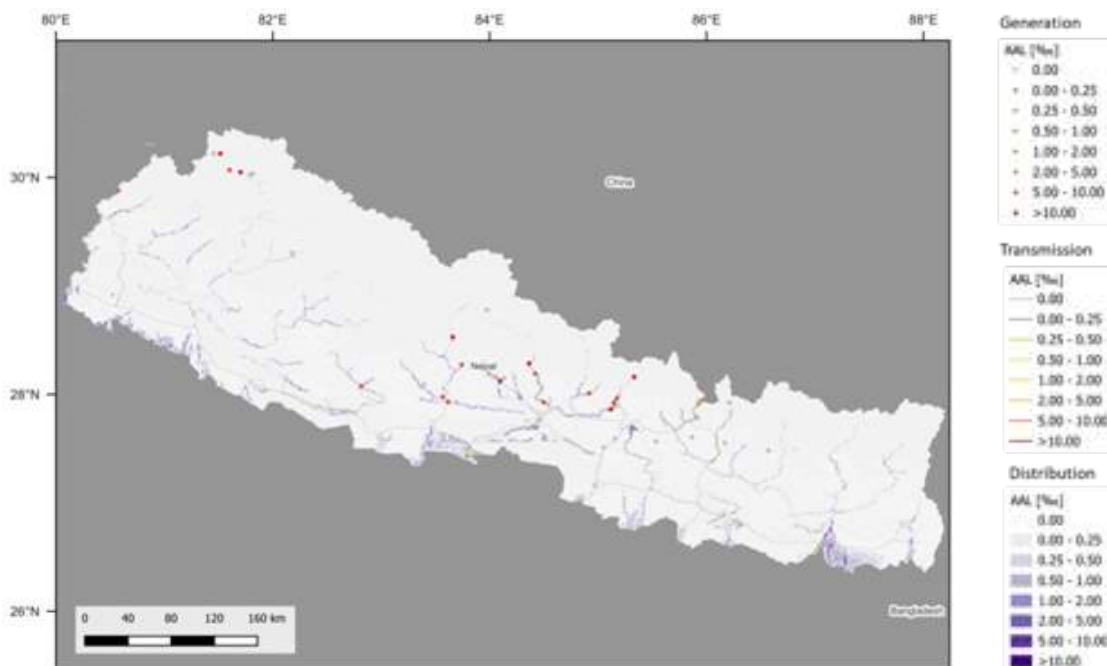 80°E 82°E 84°E 86°E 88°E
30°N
28°N
26°N
China
Nepal
Bangladesh
0 40 80 120 160 km
Generation
AAL [‰]
0.00
0.00 - 0.25
0.25 - 0.50
0.50 - 1.00
1.00 - 2.00
2.00 - 5.00
5.00 - 10.00
>10.00
Transmission
AAL [‰]
0.00
0.00 - 0.25
0.25 - 0.50
0.50 - 1.00
1.00 - 2.00
2.00 - 5.00
5.00 - 10.00
>10.00
Distribution
AAL [‰]
0.00
0.00 - 0.25
0.25 - 0.50
0.50 - 1.00
1.00 - 2.00
2.00 - 5.00
5.00 - 10.00
>10.00